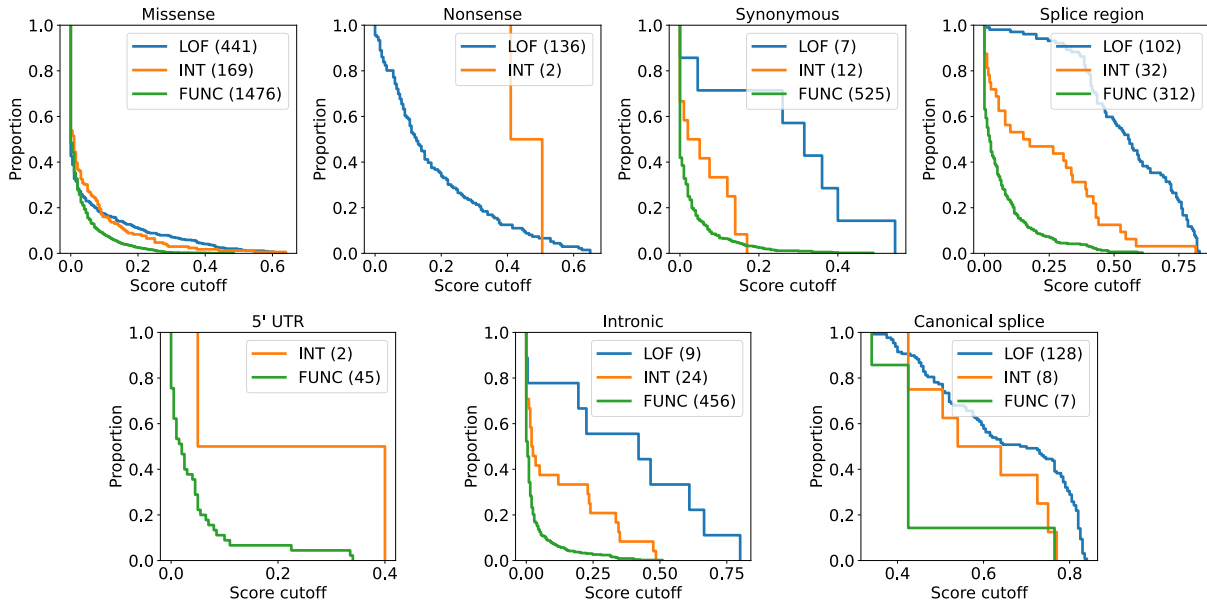 Missense
LOF (441)
INT (169)
FUNC (1476)
Proportion
1.0
0.8
0.6
0.4
0.2
0.0
0.0 0.2 0.4 0.6
Score cutoff
Nonsense
LOF (136)
INT (2)
Proportion
1.0
0.8
0.6
0.4
0.2
0.0
0.0 0.2 0.4 0.6
Score cutoff
Synonymous
LOF (7)
INT (12)
FUNC (525)
Proportion
1.0
0.8
0.6
0.4
0.2
0.0
0.0 0.2 0.4
Score cutoff
Splice region
LOF (102)
INT (32)
FUNC (312)
Proportion
1.0
0.8
0.6
0.4
0.2
0.0
0.00 0.25 0.50 0.75
Score cutoff
5' UTR
INT (2)
FUNC (45)
Proportion
1.0
0.8
0.6
0.4
0.2
0.0
0.0 0.2 0.4
Score cutoff
Intronic
LOF (9)
INT (24)
FUNC (456)
Proportion
1.0
0.8
0.6
0.4
0.2
0.0
0.00 0.25 0.50 0.75
Score cutoff
Canonical splice
LOF (128)
INT (8)
FUNC (7)
Proportion
1.0
0.8
0.6
0.4
0.2
0.0
0.4 0.6 0.8
Score cutoff